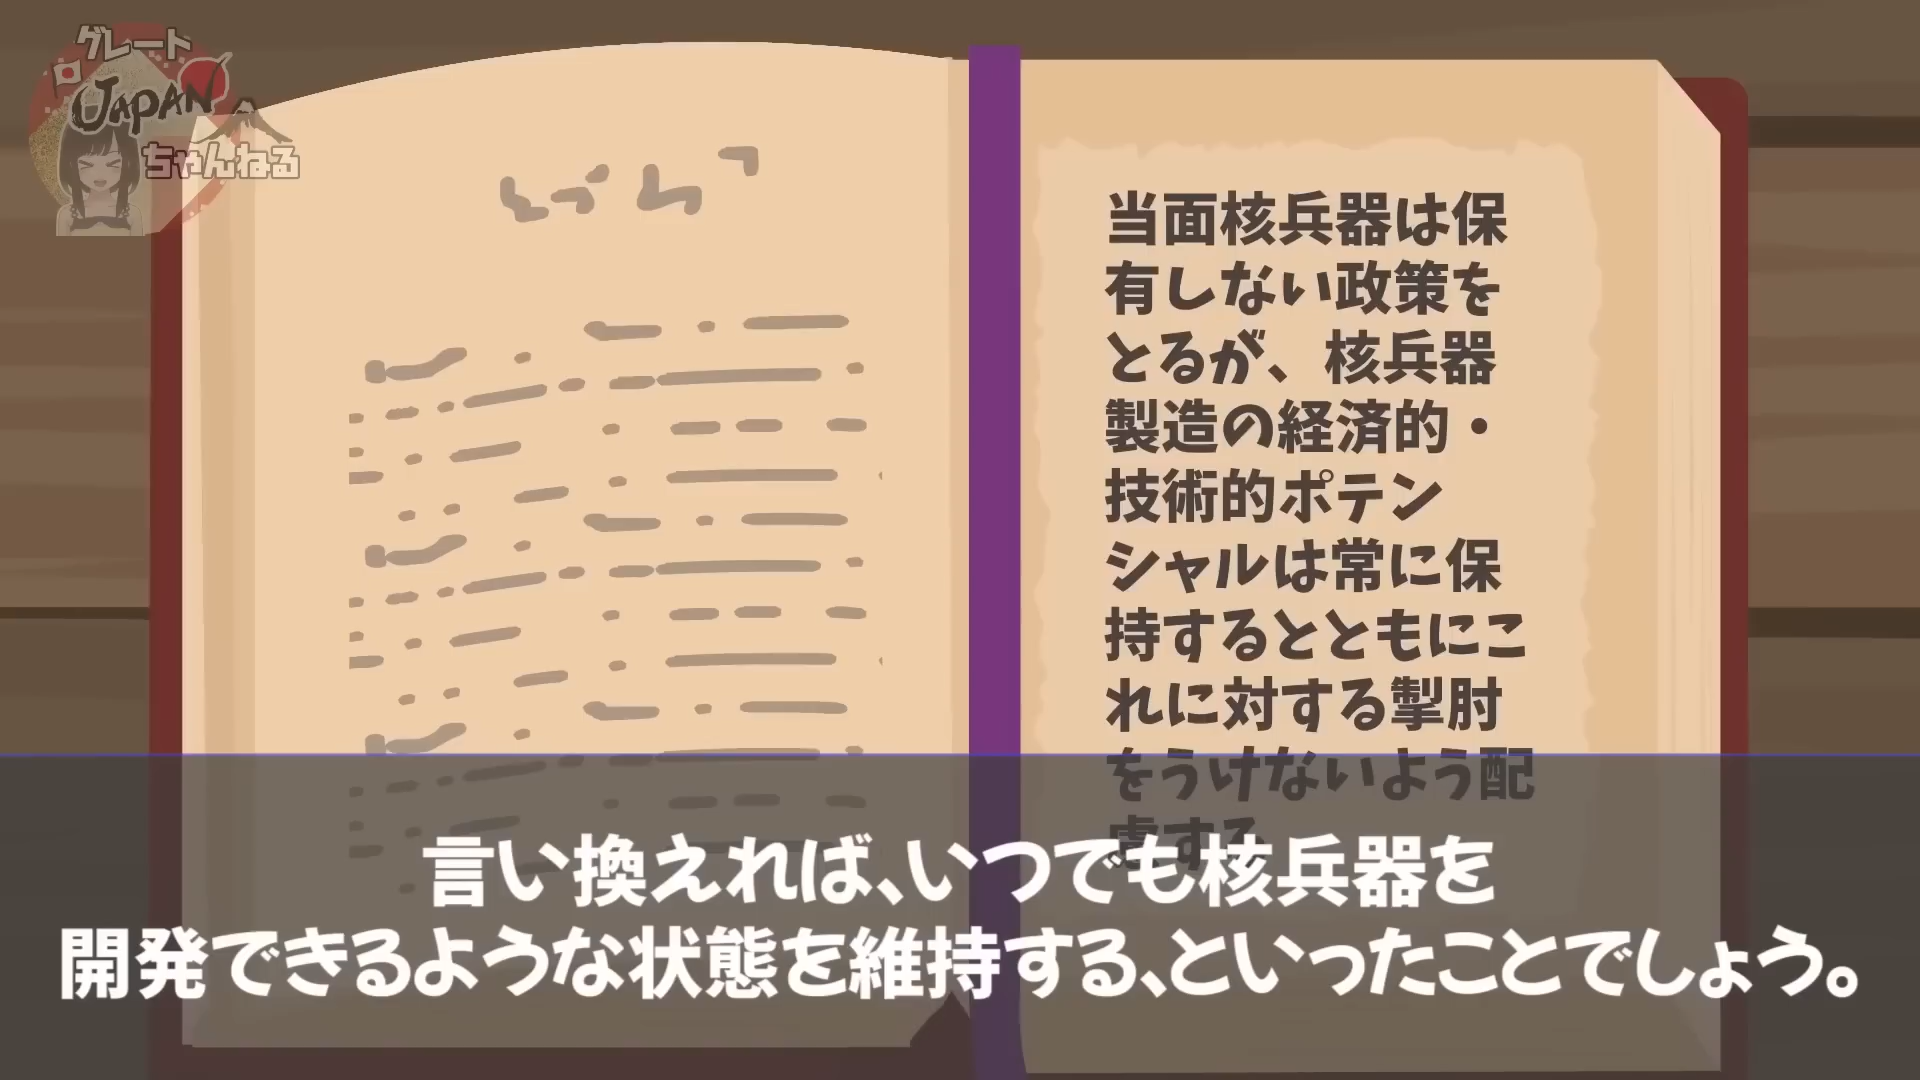 グレート
JAPAN
ちゃんねる
当面核兵器は保
有しない政策を
とるが、核兵器
製造の経済的・
技術的ポテン
シャルは常に保
持するとともにこ
れに対する掣肘
をうけないよう配
慮する
言い換えれば、いつでも核兵器を
開発できるような状態を維持する、といったことでしょう。